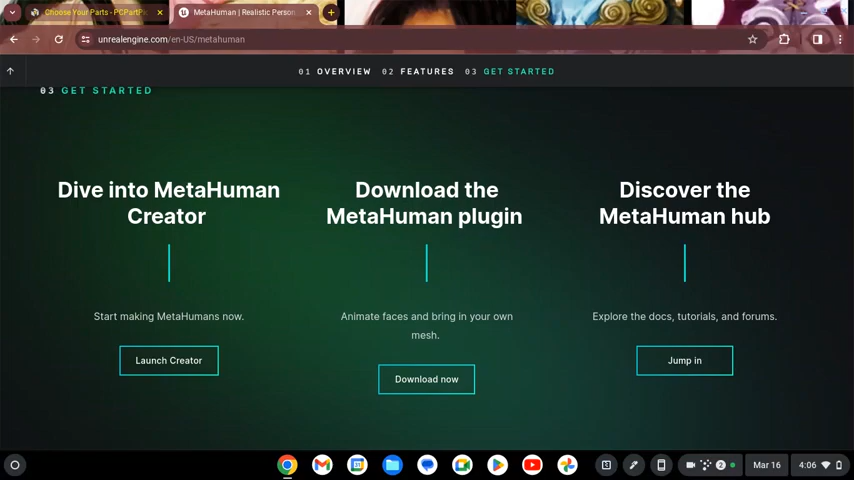 Choose Your Parts - PCPartPi
MetaHuman | Realistic Person
unrealengine.com/en-US/metahuman
01 OVERVIEW 02 FEATURES 03 GET STARTED
03 GET STARTED
Dive into MetaHuman
Creator
Start making MetaHumans now.
Launch Creator
Download the
MetaHuman plugin
Animate faces and bring in your own
mesh.
Download now
Discover the
MetaHuman hub
Explore the docs, tutorials, and forums.
Jump in
31
2
Mar 16
4:06